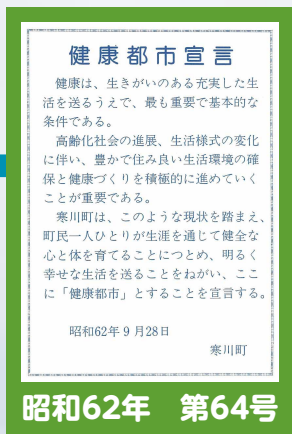 健康都市宣言
健康は、生きがいのある充実した生
活を送るうえで、最も重要で基本的な
条件である。
高齢化社会の進展、生活様式の変化
に伴い、豊かで住み良い生活環境の確
保と健康づくりを積極的に進めていく
ことが重要である。
寒川町は、このような現状を踏まえ、
町民一人ひとりが生涯を通じて健全な
心と体を育てることにつとめ、明るく
幸せな生活を送ることをねがい、ここ
に「健康都市」とすることを宣言する。
昭和62年9月28日
寒川町
昭和62年 第64号